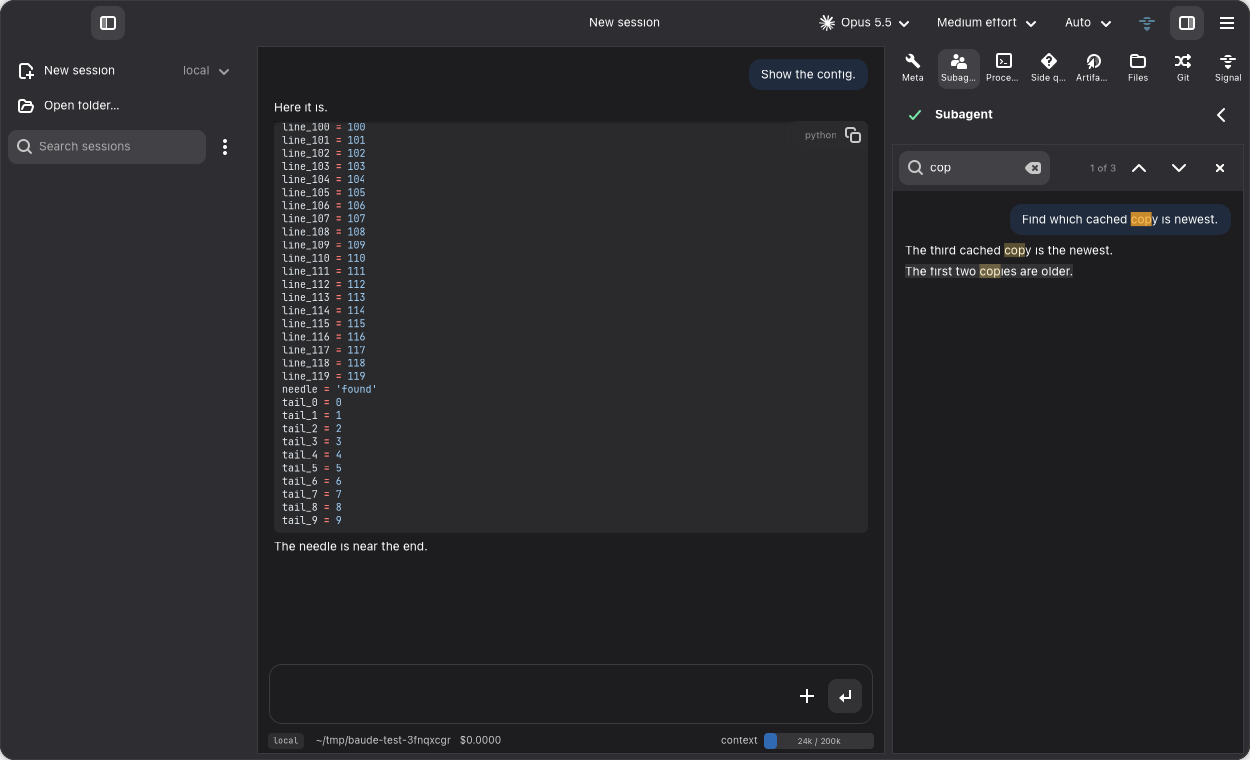 New session
Opus 5.5
Medium effort
Auto
New session
local
Open folder...
Search sessions
Show the config.
Here it is.
python
line_100 = 100
line_101 = 101
line_102 = 102
line_103 = 103
line_104 = 104
line_105 = 105
line_106 = 106
line_107 = 107
line_108 = 108
line_109 = 109
line_110 = 110
line_111 = 111
line_112 = 112
line_113 = 113
line_114 = 114
line_115 = 115
line_116 = 116
line_117 = 117
line_118 = 118
line_119 = 119
needle = 'found'
tail_0 = 0
tail_1 = 1
tail_2 = 2
tail_3 = 3
tail_4 = 4
tail_5 = 5
tail_6 = 6
tail_7 = 7
tail_8 = 8
tail_9 = 9
The needle is near the end.
local
~/tmp/baude-test-3fnqxcgr
$0.0000
context
24k / 200k
Meta
Subag...
Proce...
Side q...
Artifa...
Files
Git
Signal
Subagent
cop
1 of 3
Find which cached copy is newest.
The third cached copy is the newest.
The first two copies are older.